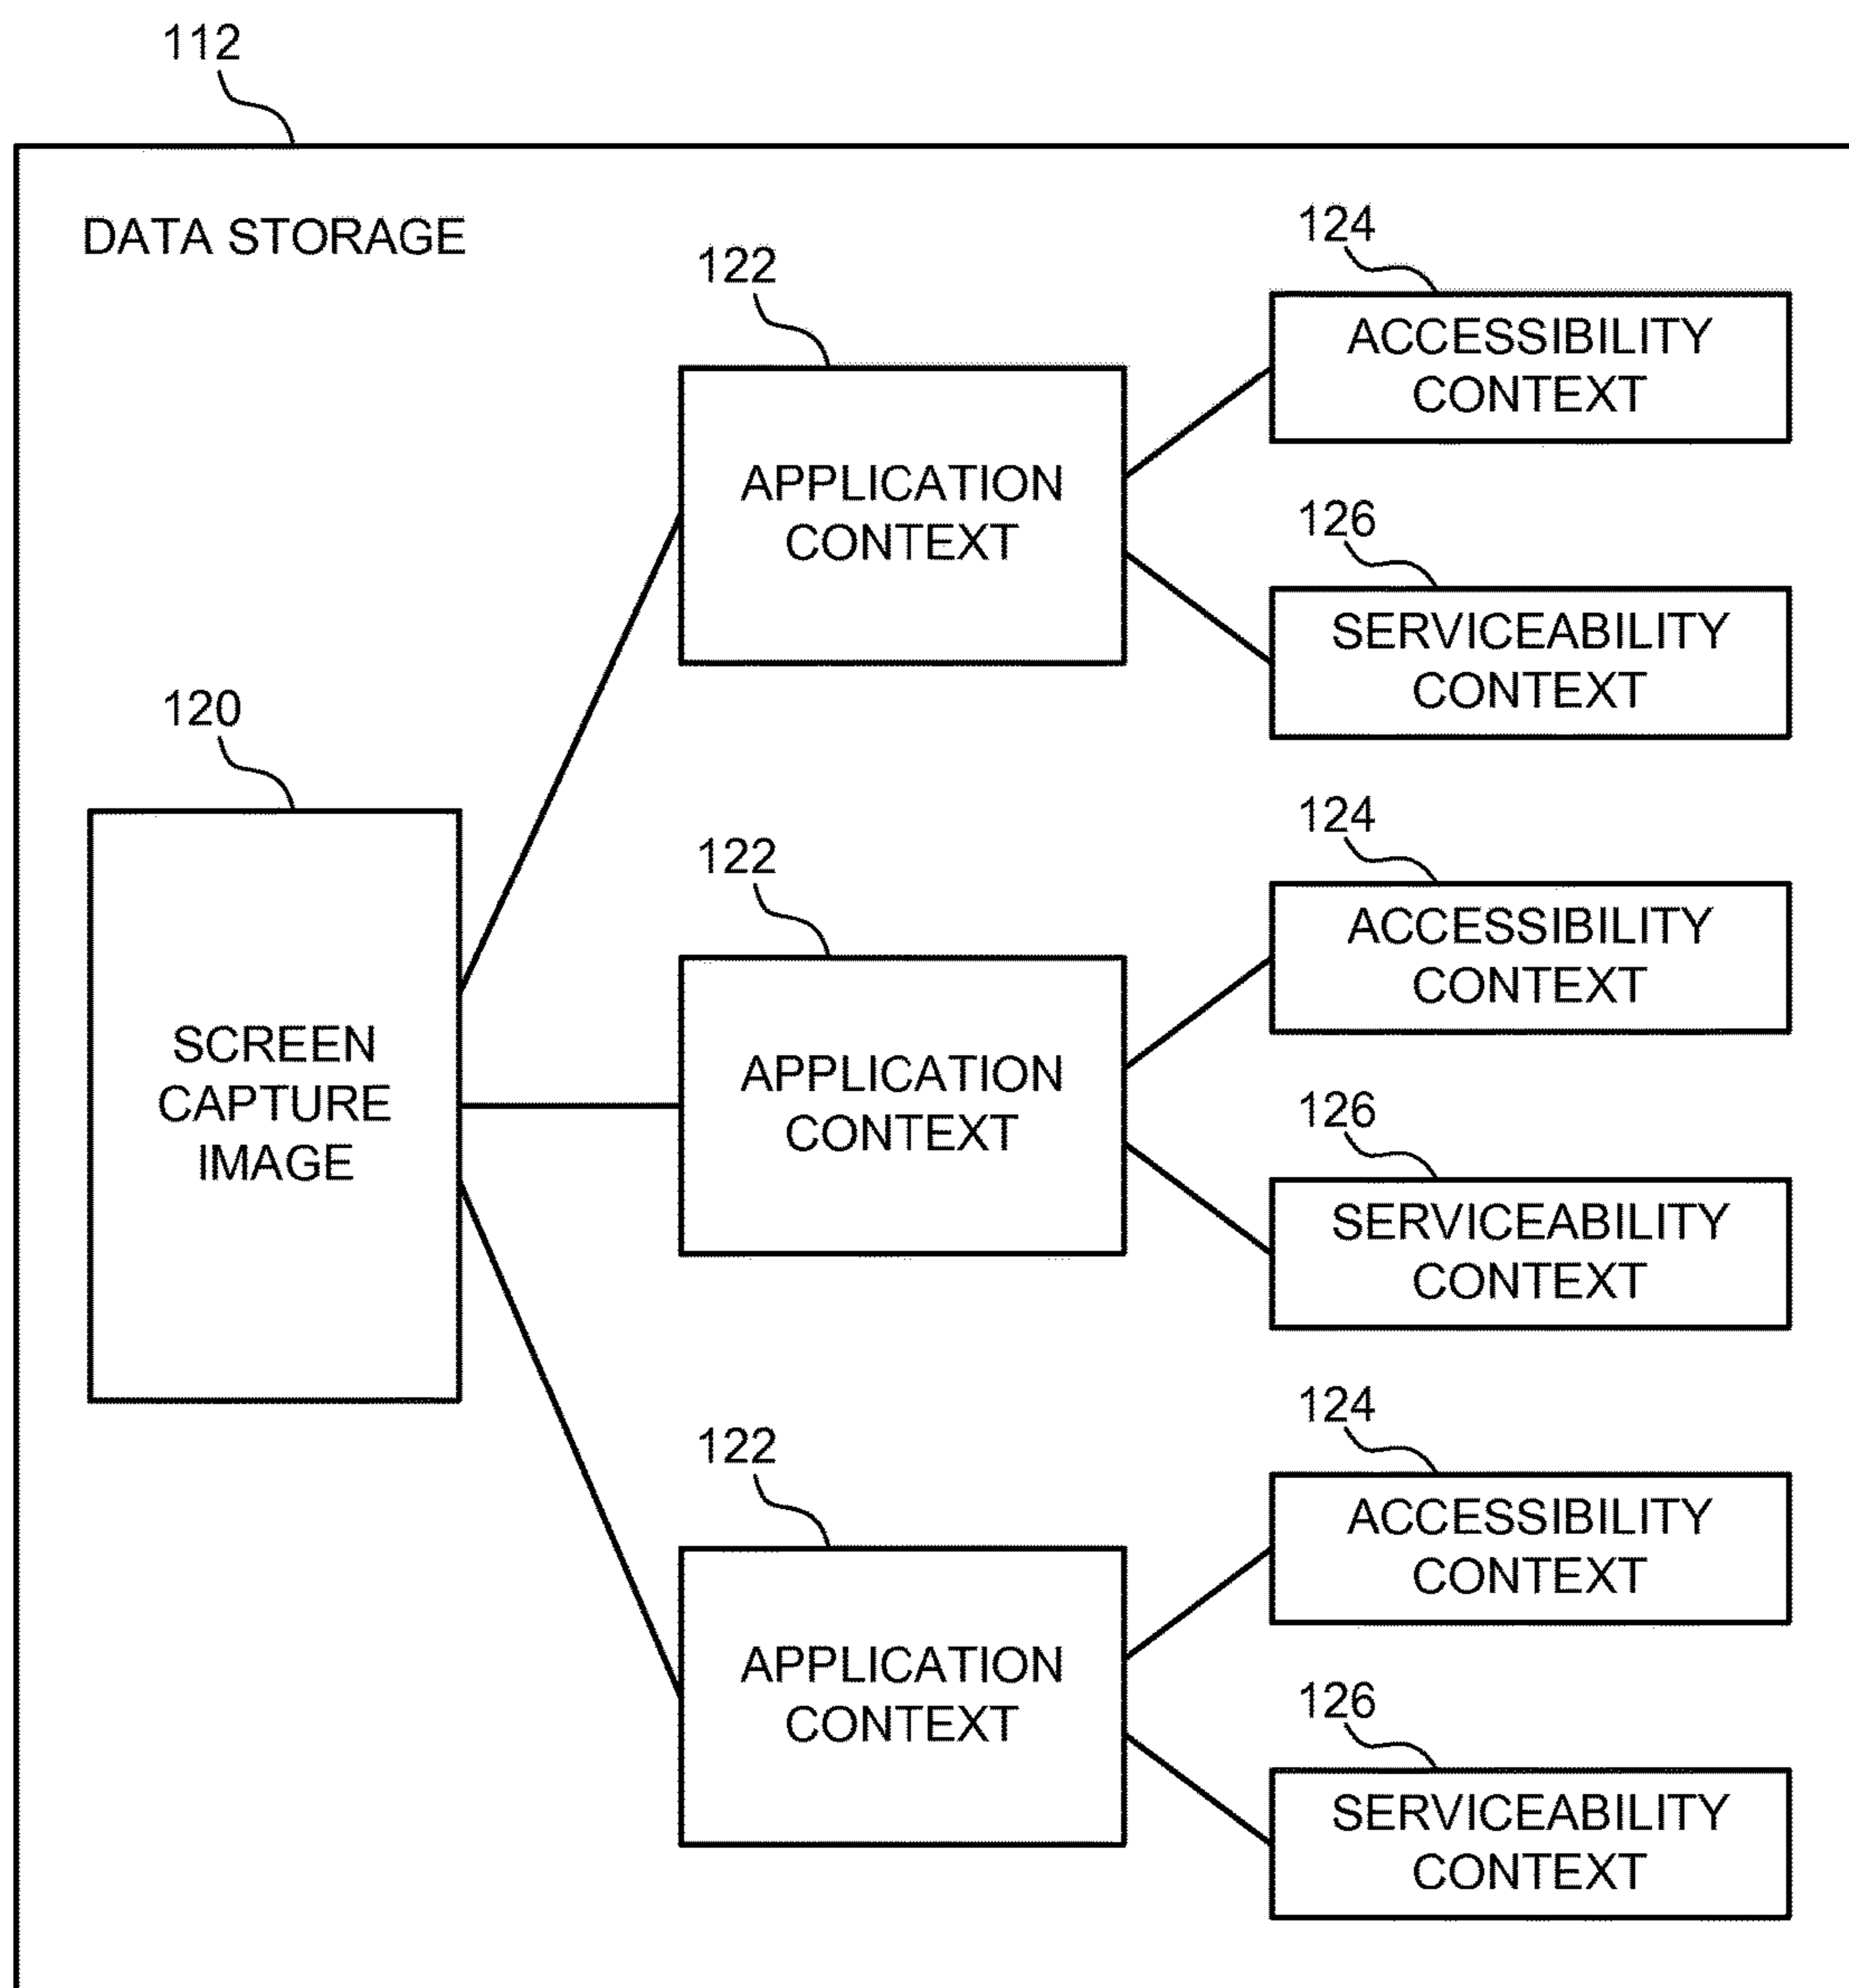 112
DATA STORAGE
124
122
ACCESSIBILITY
CONTEXT
APPLICATION
CONTEXT
126
SERVICEABILITY
CONTEXT
120
SCREEN
CAPTURE
IMAGE
124
122
ACCESSIBILITY
CONTEXT
APPLICATION
CONTEXT
126
SERVICEABILITY
CONTEXT
124
122
ACCESSIBILITY
CONTEXT
APPLICATION
CONTEXT
126
SERVICEABILITY
CONTEXT